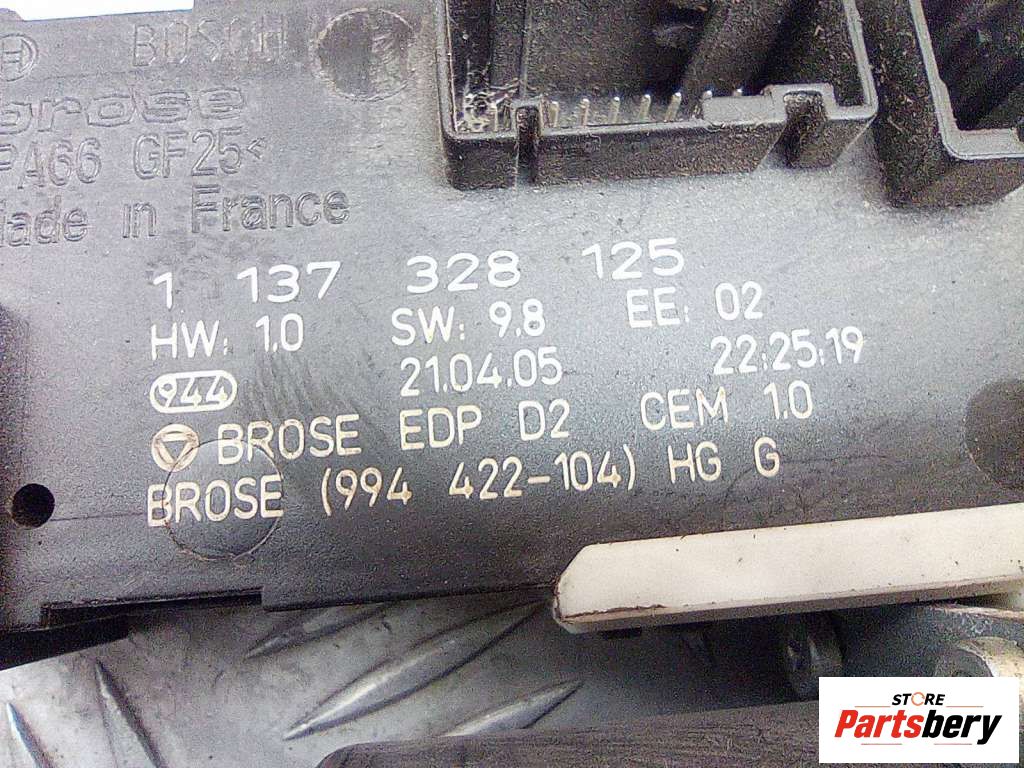 BOSCH
brose
PA66 GF25<
Made in France
1 137 328 125
HW: 1.0 SW: 9.8 EE: 02
944 21.04.05 22:25:19
BROSE EDP D2 CEM 1.0
BROSE (994 422-104) HG G
STORE
Partsbery